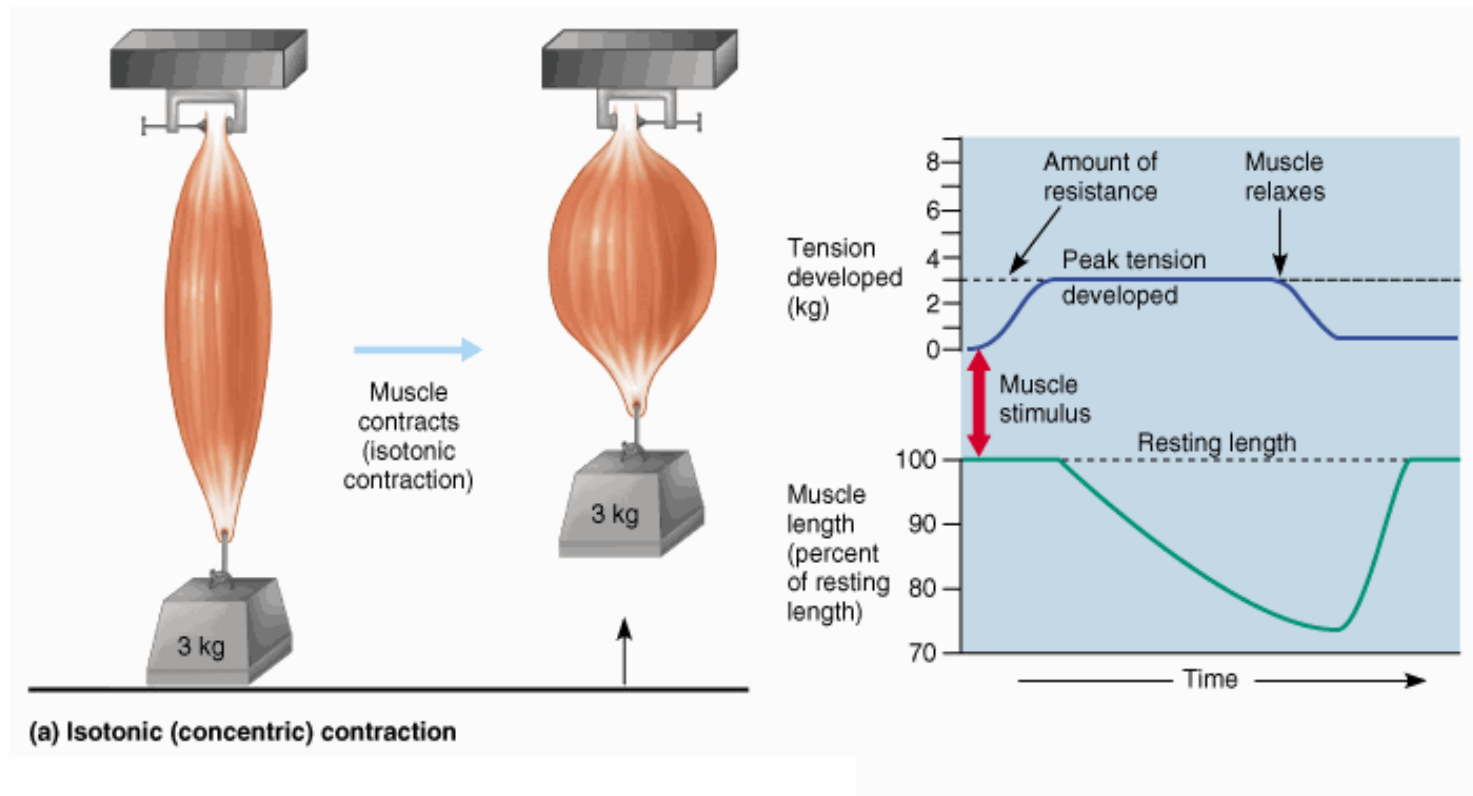 3 kg
Muscle
contracts
(isotonic
contraction)
3 kg
(a) Isotonic (concentric) contraction
Tension
developed
(kg)
8
6
4
2
0
Amount of
resistance
Muscle
relaxes
Peak tension
developed
Muscle
stimulus
Resting length
Muscle
length
(percent
of resting
length)
100
90
80
70
Time